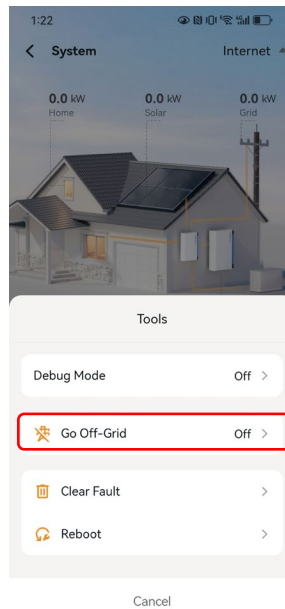 1:22
System
Internet
0.0 kW
0.0 kW
0.0 kW
Home
Solar
Grid
Tools
Debug Mode
Off
Go Off-Grid
Off
Clear Fault
Reboot
Cancel